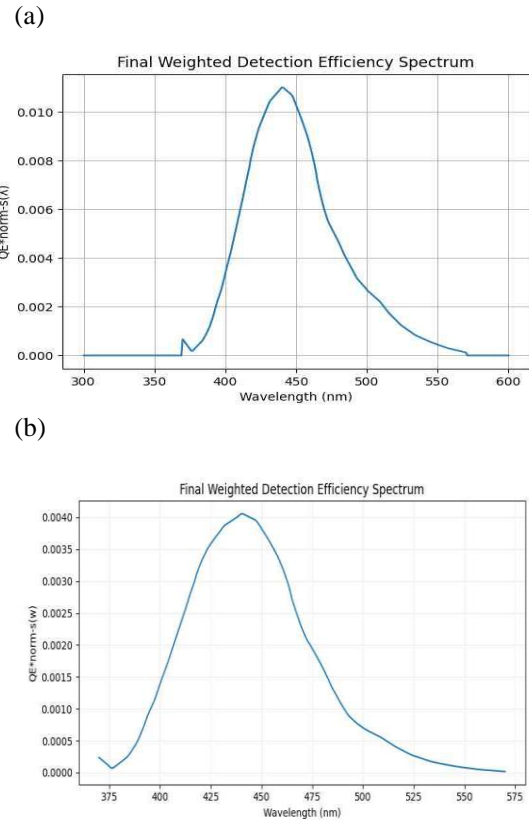 (a)
Final Weighted Detection Efficiency Spectrum
QE*norm-s(λ)
0.010
0.008
0.006
0.004
0.002
0.000
300 350 400 450 500 550 600
Wavelength (nm)
(b)
Final Weighted Detection Efficiency Spectrum
QE*norm-s(w)
0.0040
0.0035
0.0030
0.0025
0.0020
0.0015
0.0010
0.0005
0.0000
375 400 425 450 475 500 525 550 575
Wavelength (nm)